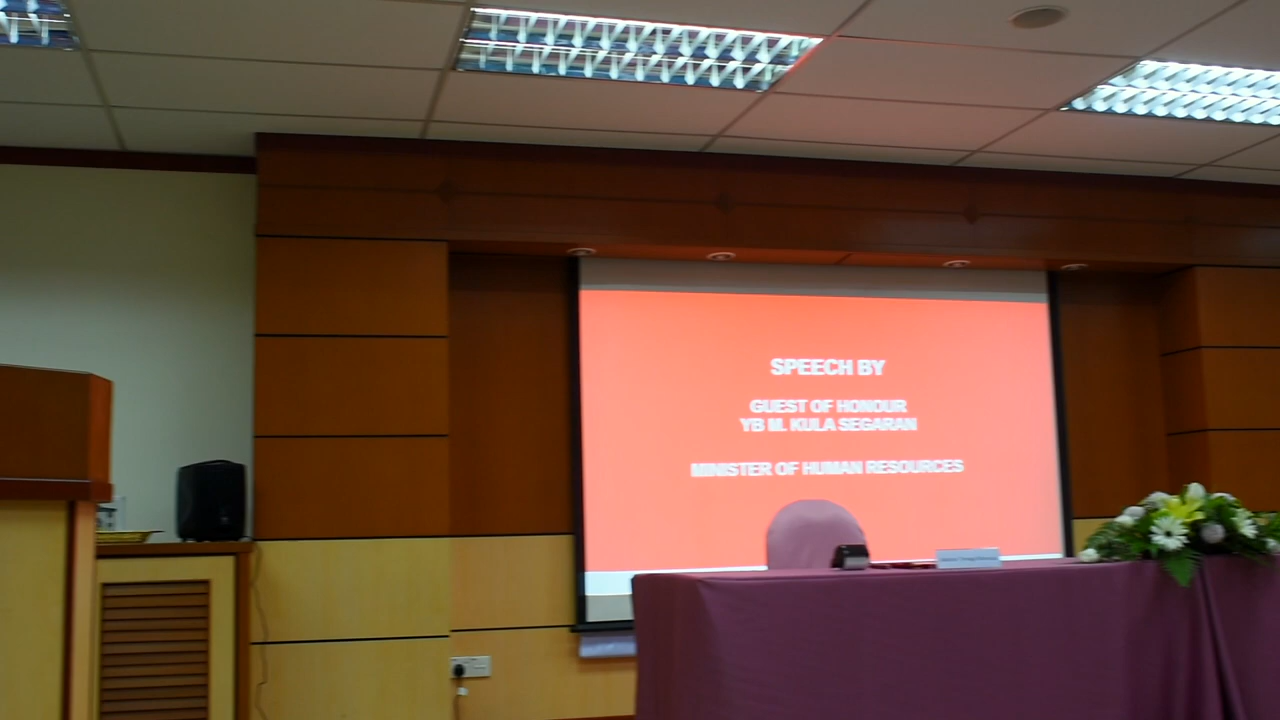 SPEECH BY
GUEST OF HONOUR
YB M. KULA SEGARAN
MINISTER OF HUMAN RESOURCES